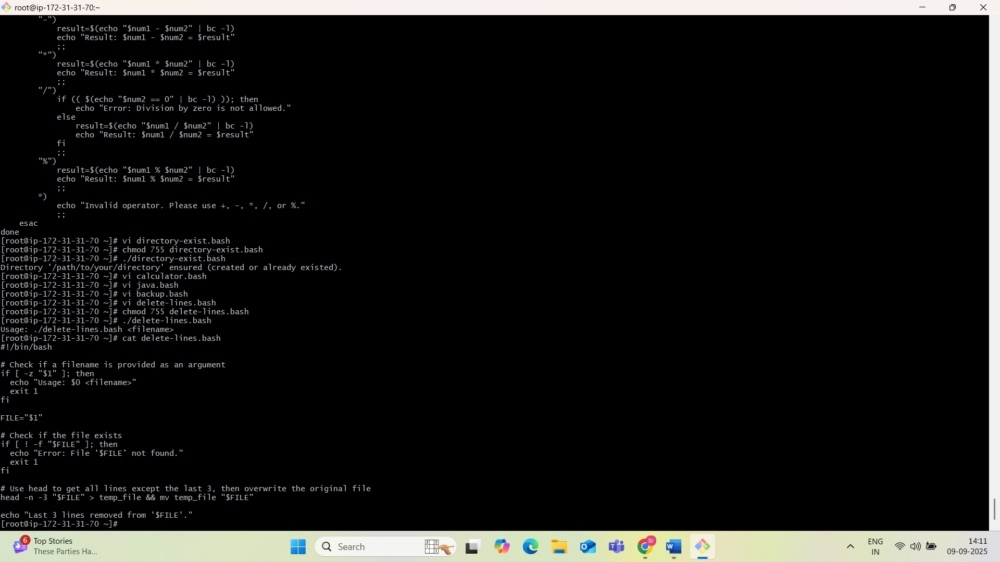 root@ip-172-31-31-70:~
        "-")
            result=$(echo "$num1 - $num2" | bc -l)
            echo "Result: $num1 - $num2 = $result"
            ;;
        "*")
            result=$(echo "$num1 * $num2" | bc -l)
            echo "Result: $num1 * $num2 = $result"
            ;;
        "/")
            if (( $(echo "$num2 == 0" | bc -l) )); then
                echo "Error: Division by zero is not allowed."
            else
                result=$(echo "$num1 / $num2" | bc -l)
                echo "Result: $num1 / $num2 = $result"
            fi
            ;;
        "%")
            result=$(echo "$num1 % $num2" | bc -l)
            echo "Result: $num1 % $num2 = $result"
            ;;
        *)
            echo "Invalid operator. Please use +, -, *, /, or %."
            ;;
    esac
done
[root@ip-172-31-31-70 ~]# vi directory-exist.bash
[root@ip-172-31-31-70 ~]# chmod 755 directory-exist.bash
[root@ip-172-31-31-70 ~]# ./directory-exist.bash
Directory '/path/to/your/directory' ensured (created or already existed).
[root@ip-172-31-31-70 ~]# vi calculator.bash
[root@ip-172-31-31-70 ~]# vi java.bash
[root@ip-172-31-31-70 ~]# vi backup.bash
[root@ip-172-31-31-70 ~]# vi delete-lines.bash
[root@ip-172-31-31-70 ~]# chmod 755 delete-lines.bash
[root@ip-172-31-31-70 ~]# ./delete-lines.bash
Usage: ./delete-lines.bash <filename>
[root@ip-172-31-31-70 ~]# cat delete-lines.bash
#!/bin/bash

# Check if a filename is provided as an argument
if [ -z "$1" ]; then
  echo "Usage: $0 <filename>"
  exit 1
fi

FILE="$1"

# Check if the file exists
if [ ! -f "$FILE" ]; then
  echo "Error: File '$FILE' not found."
  exit 1
fi

# Use head to get all lines except the last 3, then overwrite the original file
head -n -3 "$FILE" > temp_file && mv temp_file "$FILE"

echo "Last 3 lines removed from '$FILE'."
[root@ip-172-31-31-70 ~]#
6
Top Stories
These Parties Ha...
Search
Sr
ENG
IN
14:11
09-09-2025